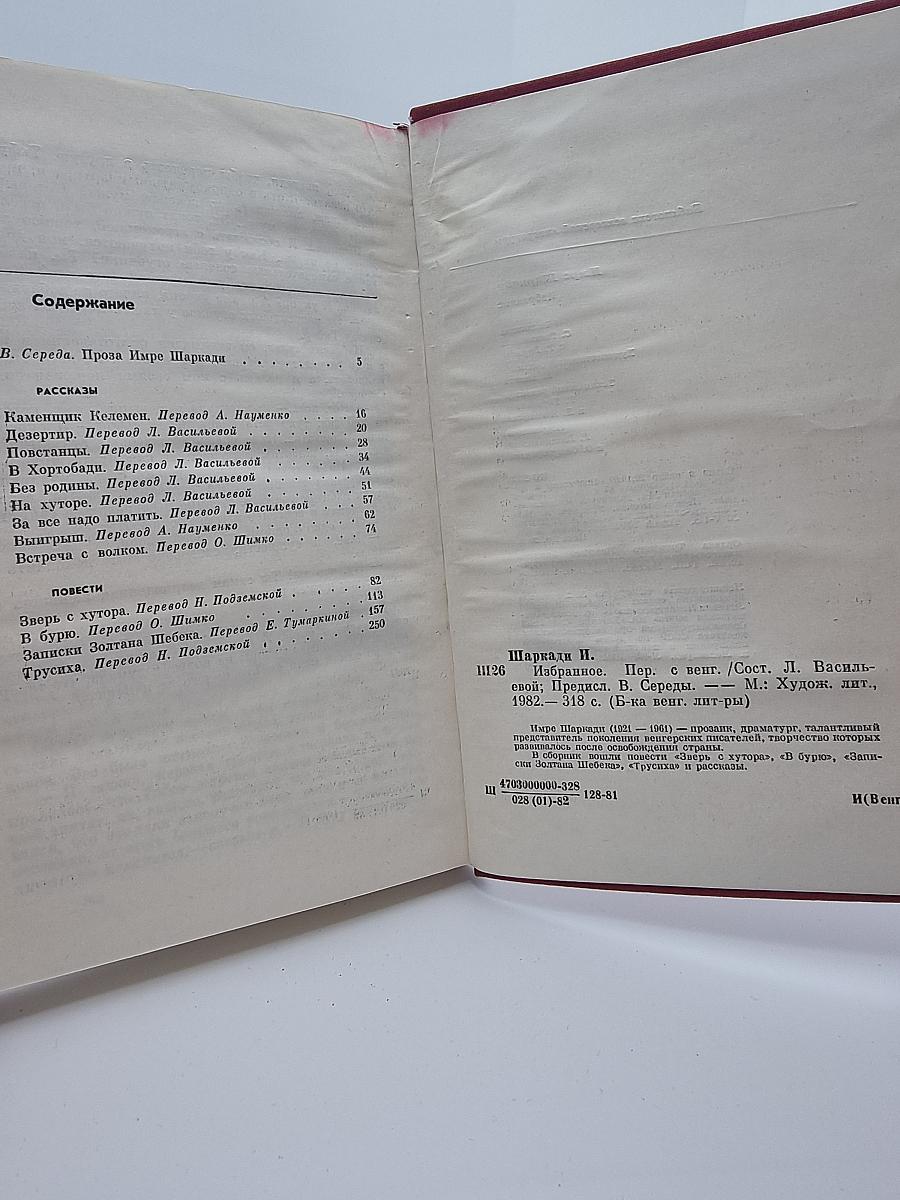 Содержание
В. Середа. Проза Имре Шаркади . . . . . . . 5
РАССКАЗЫ
Каменщик Келемен. Перевод А. Науменко . . . . 16
Дезертир. Перевод Л. Васильевой . . . . . . . 20
Повстанцы. Перевод Л. Васильевой . . . . . . . 28
В Хортобади. Перевод Л. Васильевой . . . . . . 34
Без родины. Перевод Л. Васильевой . . . . . . 44
На хуторе. Перевод Л. Васильевой . . . . . . . 51
За все надо платить. Перевод Л. Васильевой . . . 57
Выигрыш. Перевод А. Науменко . . . . . . . 62
Встреча с волком. Перевод О. Шимко . . . . . . 74
ПОВЕСТИ
Зверь с хутора. Перевод Н. Подземской . . . . 82
В бурю. Перевод О. Шимко . . . . . . . . 113
Записки Золтана Шебека. Перевод Е. Тумаркиной . 157
Трусиха. Перевод Н. Подземской . . . . . . . 250
Шаркади И.
Ш26 Избранное. Пер. с венг. /Сост. Л. Василь-
евой; Предисл. В. Середы. —— М.: Худож. лит.,
1982.— 318 с. (Б-ка венг. лит-ры)
Имре Шаркади (1921 — 1961) — прозаик, драматург, талантливый
представитель поколения венгерских писателей, творчество которых
развивалось после освобождения страны.
В сборник вошли повести «Зверь с хутора», «В бурю», «Запи-
ски Золтана Шебека», «Трусиха» и рассказы.
Ш 4703000000-328
028 (01)-82 128-81
И(Венг